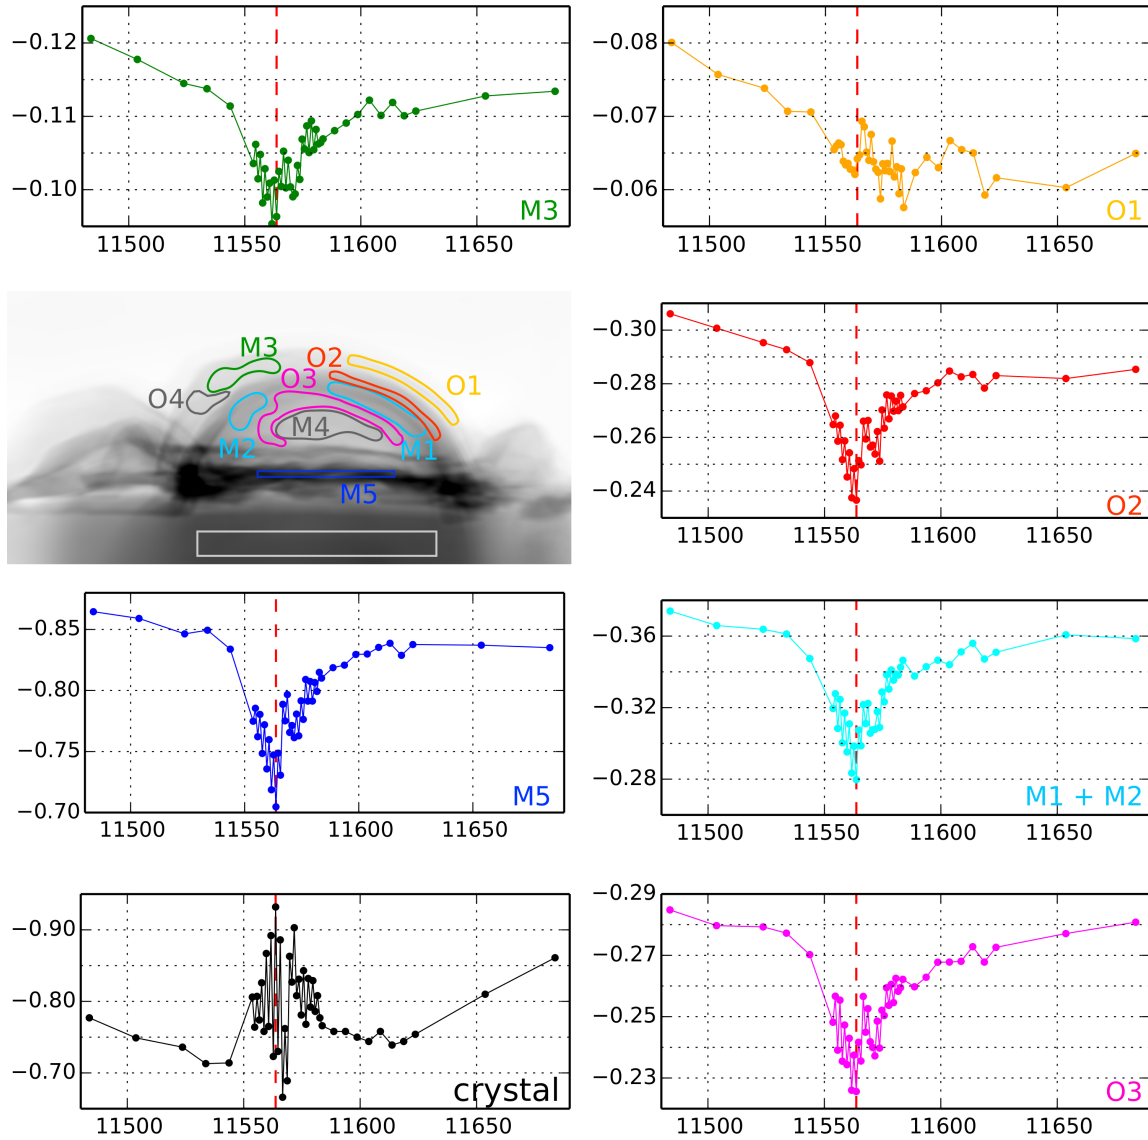 −0.12
−0.11
−0.10
M3
11500 11550 11600 11650
−0.08
−0.07
−0.06
O1
11500 11550 11600 11650
M3
O2
O3
O1
O4
M4
M2
M1
M5
−0.30
−0.28
−0.26
−0.24
O2
11500 11550 11600 11650
−0.85
−0.80
−0.75
−0.70
M5
11500 11550 11600 11650
−0.36
−0.32
−0.28
M1 + M2
11500 11550 11600 11650
−0.90
−0.80
−0.70
crystal
11500 11550 11600 11650
−0.29
−0.27
−0.25
−0.23
O3
11500 11550 11600 11650